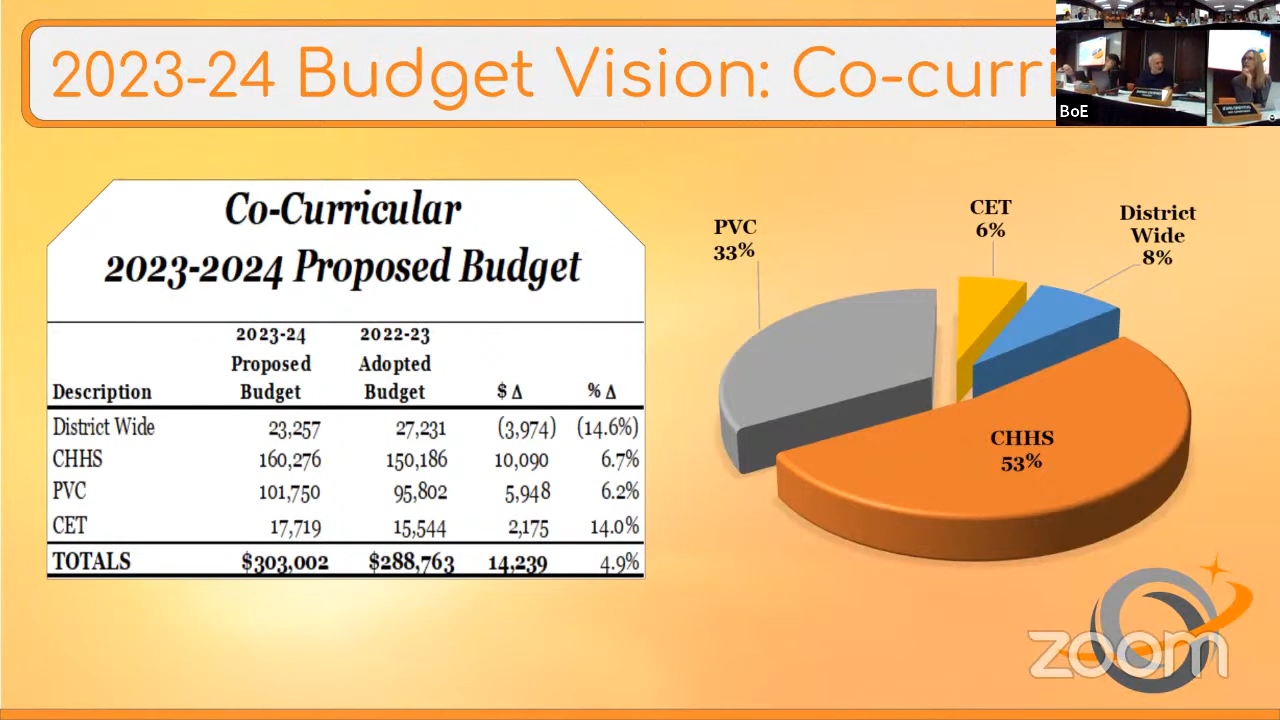 2023-24 Budget Vision: Co-curri
BoE
Co-Curricular
2023-2024 Proposed Budget
2023-24 2022-23
Proposed Adopted
Description Budget Budget $ Δ % Δ
District Wide 23,257 27,231 (3,974) (14.6%)
CHHS 160,276 150,186 10,090 6.7%
PVC 101,750 95,802 5,948 6.2%
CET 17,719 15,544 2,175 14.0%
TOTALS $303,002 $288,763 14,239 4.9%
PVC
33%
CET
6%
District
Wide
8%
CHHS
53%
zoom